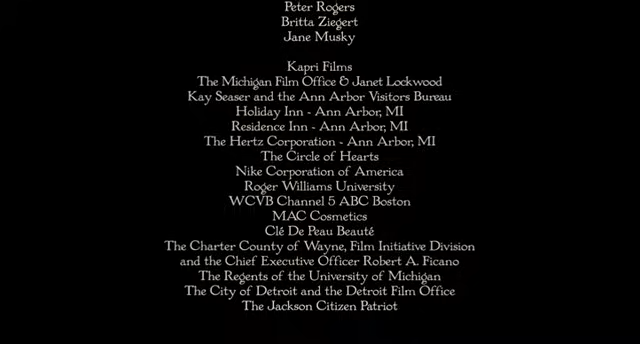 Peter Rogers
Britta Ziegert
Jane Musky
Kapri Films
The Michigan Film Office & Janet Lockwood
Kay Seaser and the Ann Arbor Visitors Bureau
Holiday Inn - Ann Arbor, MI
Residence Inn - Ann Arbor, MI
The Hertz Corporation - Ann Arbor, MI
The Circle of Hearts
Nike Corporation of America
Roger Williams University
WCVB Channel 5 ABC Boston
MAC Cosmetics
Clé De Peau Beauté
The Charter County of Wayne, Film Initiative Division
and the Chief Executive Officer Robert A. Ficano
The Regents of the University of Michigan
The City of Detroit and the Detroit Film Office
The Jackson Citizen Patriot